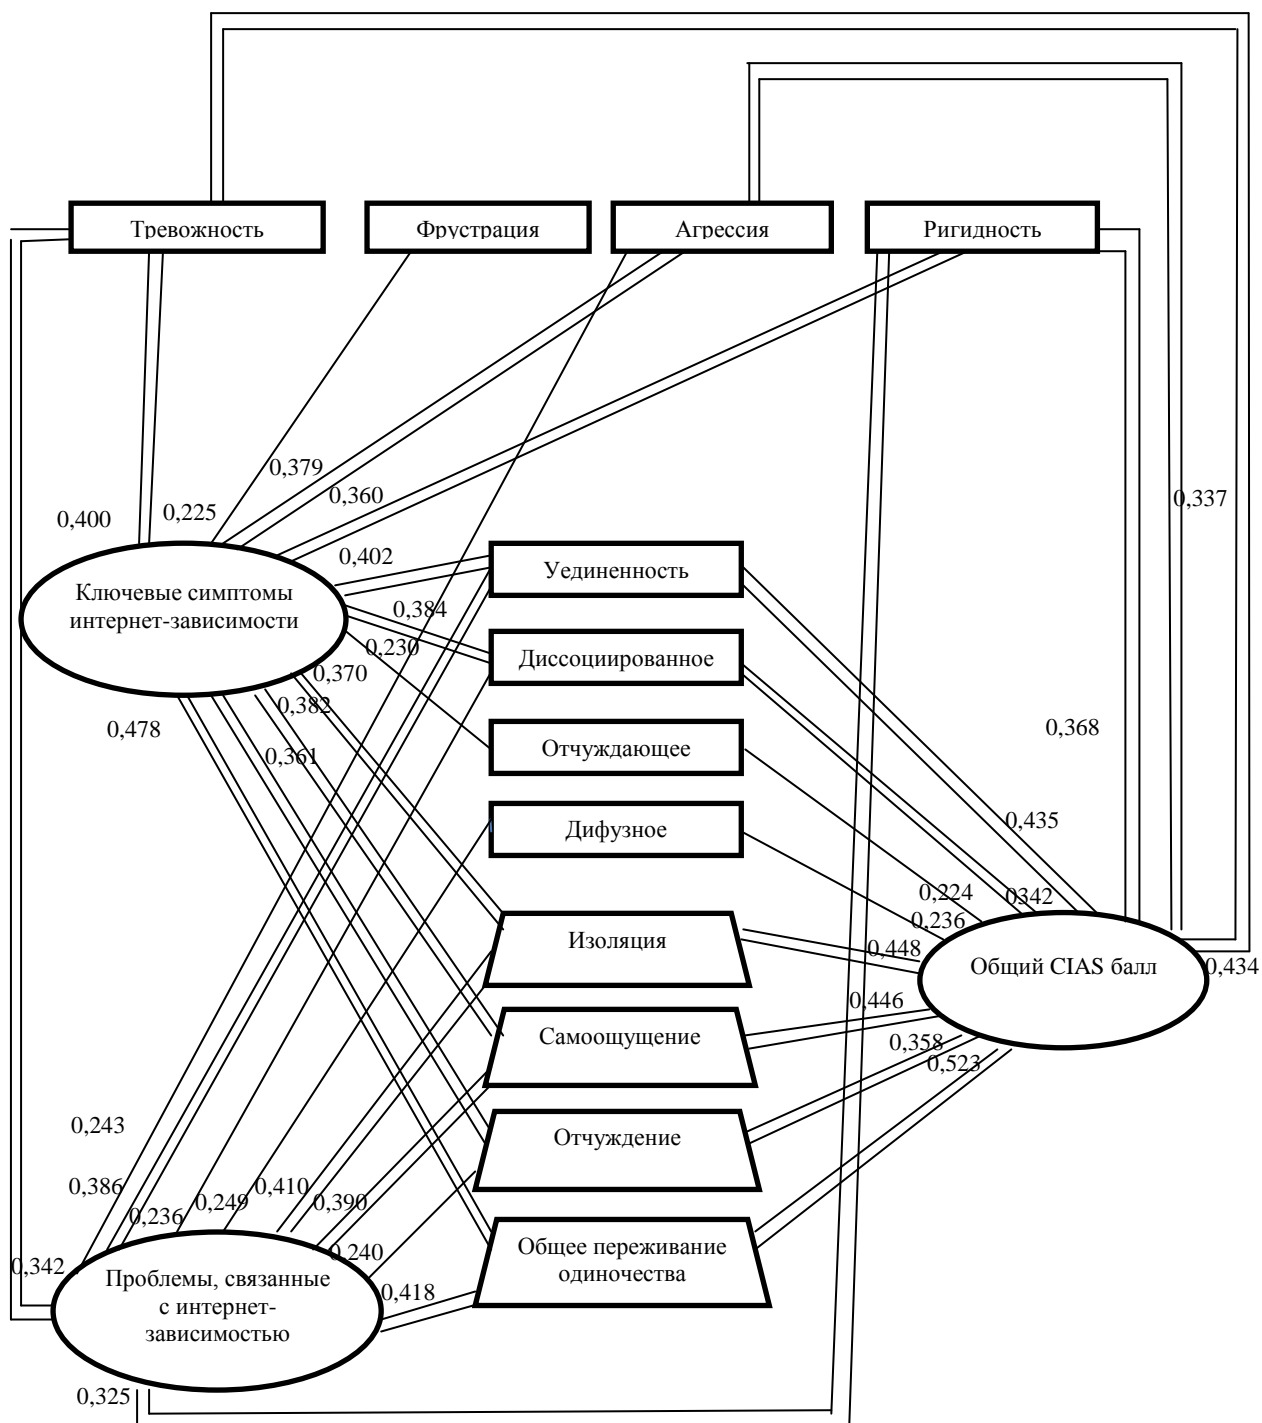 Тревожность
Фрустрация
Агрессия
Ригидность
0,379
0,360
0,337
0,400
0,225
0,402
Ключевые симптомы
интернет-зависимости
Уединенность
0,384
0,230
0,370
Диссоциированное
0,382
0,478
0,361
Отчуждающее
0,368
Дифузное
0,435
0,224
0342
0,236
Изоляция
0,448
Общий CIAS балл
0,434
0,446
Самоощущение
0,358
0,523
0,243
Отчуждение
0,386
0,236
0,249
0,410
0,390
0,240
0,342
Общее переживание
одиночества
Проблемы, связанные
с интернет-
зависимостью
0,418
0,325